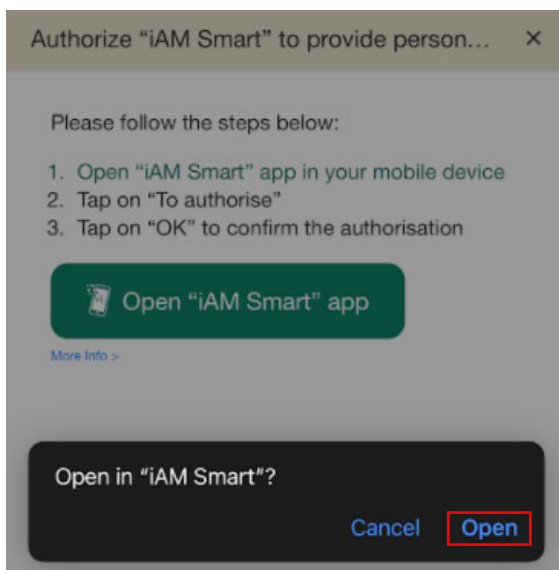 Authorize “iAM Smart” to provide person... ×
Please follow the steps below:
1. Open “iAM Smart” app in your mobile device
2. Tap on “To authorise”
3. Tap on “OK” to confirm the authorisation
Open “iAM Smart” app
More Info >
Open in “iAM Smart”?
Cancel Open